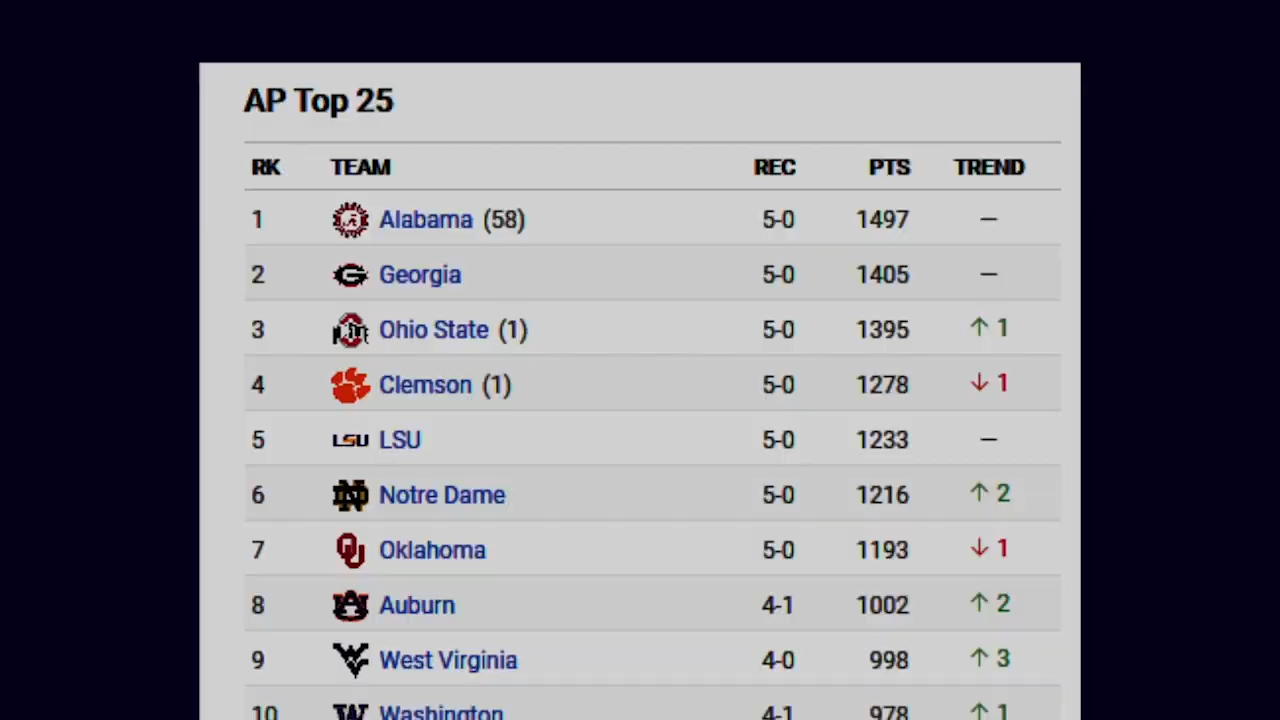 AP Top 25
RK TEAM REC PTS TREND
1 Alabama (58) 5-0 1497 —
2 Georgia 5-0 1405 —
3 Ohio State (1) 5-0 1395 ↑ 1
4 Clemson (1) 5-0 1278 ↓ 1
5 LSU LSU 5-0 1233 —
6 Notre Dame 5-0 1216 ↑ 2
7 Oklahoma 5-0 1193 ↓ 1
8 Auburn 4-1 1002 ↑ 2
9 West Virginia 4-0 998 ↑ 3
10 Washington 4-1 978 ↑ 1